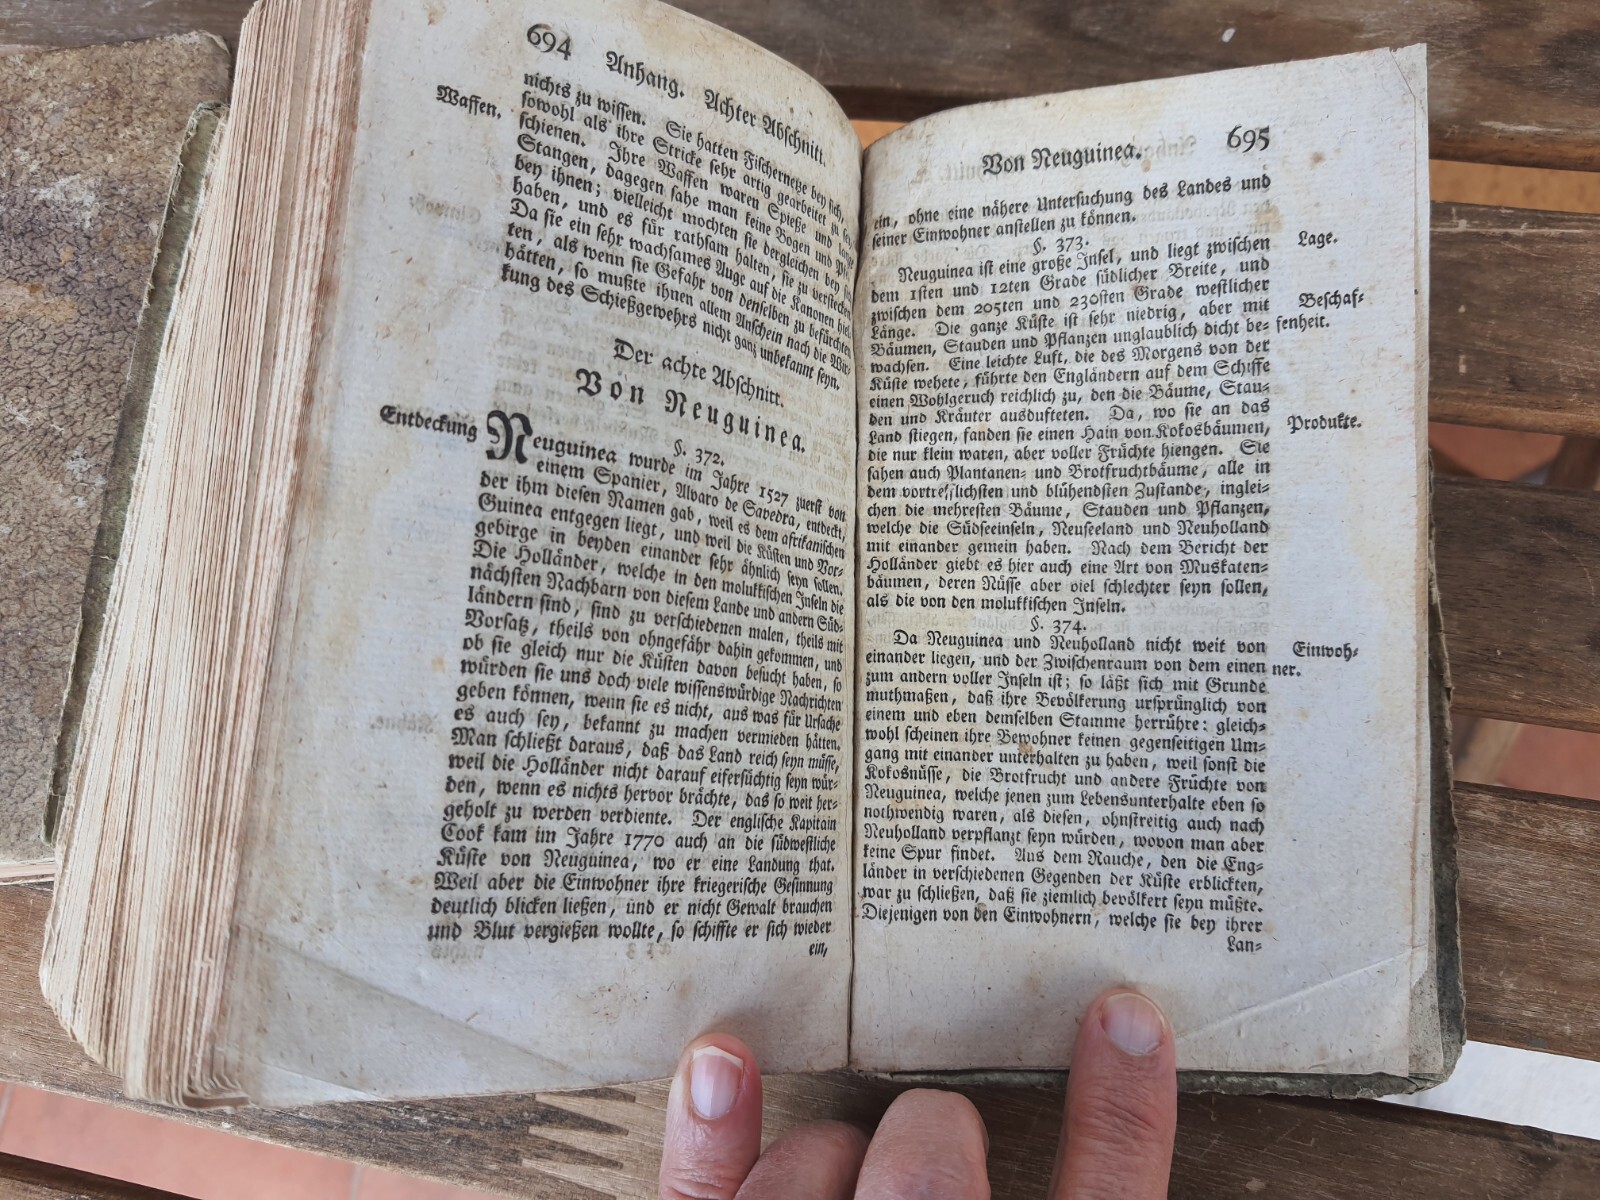 694 Anhang. Achter Abschnitt.
nichts zu wissen. Sie hatten Fischernetze bey sich,
Waffen. sowohl als ihre Stricke sehr artig gearbeitet zu seyn
schienen. Ihre Waffen waren Spieße und lange
Stangen, dagegen sahe man keine Bogen und Pfeile
bey ihnen; vielleicht mochten sie dergleichen bey sich
haben, und es für rathsam halten, sie zu verstecken.
Da sie ein sehr wachsames Auge auf die Kanonen hiel-
ten, als wenn sie Gefahr von denselben zu befürchten
hätten, so mußte ihnen allem Anschein nach die Wir-
kung des Schießgewehrs nicht ganz unbekannt seyn.
Der achte Abschnitt.
Von Neuguinea.
§. 372.
Entdeckung Neuguinea wurde im Jahre 1527 zuerst von
einem Spanier, Alvaro de Savedra, entdeckt,
der ihm diesen Namen gab, weil es dem afrikanischen
Guinea entgegen liegt, und weil die Küsten und Vor-
gebirge in beyden einander sehr ähnlich seyn sollen.
Die Holländer, welche in den molukkischen Inseln die
nächsten Nachbarn von diesem Lande und andern Süd-
ländern sind, sind zu verschiedenen malen, theils mit
Vorsatz, theils von ohngefähr dahin gekommen, und
ob sie gleich nur die Küsten davon besucht haben, so
würden sie uns doch viele wissenswürdige Nachrichten
geben können, wenn sie es nicht, aus was für Ursache
es auch sey, bekannt zu machen vermieden hätten.
Man schließt daraus, daß das Land reich seyn müsse,
weil die Holländer nicht darauf eifersüchtig seyn wür-
den, wenn es nichts hervor brächte, das so weit her-
geholt zu werden verdiente. Der englische Kapitain
Cook kam im Jahre 1770 auch an die südwestliche
Küste von Neuguinea, wo er eine Landung that.
Weil aber die Einwohner ihre kriegerische Gesinnung
deutlich blicken ließen, und er nicht Gewalt brauchen
und Blut vergießen wollte, so schiffte er sich wieder
ein,
Von Neuguinea. 695
ein, ohne eine nähere Untersuchung des Landes und
seiner Einwohner anstellen zu können.
§. 373.
Neuguinea ist eine große Insel, und liegt zwischen Lage.
dem 1sten und 12ten Grade südlicher Breite, und
zwischen dem 205ten und 230sten Grade westlicher
Länge. Die ganze Küste ist sehr niedrig, aber mit Beschaf-
Bäumen, Stauden und Pflanzen unglaublich dicht be- fenheit.
wachsen. Eine leichte Luft, die des Morgens von der
Küste wehete, führte den Engländern auf dem Schiffe
einen Wohlgeruch reichlich zu, den die Bäume, Stau-
den und Kräuter ausdufteten. Da, wo sie an das
Land stiegen, fanden sie einen Hain von Kokosbäumen, Produkte.
die nur klein waren, aber voller Früchte hiengen. Sie
sahen auch Plantanen- und Brotfruchtbäume, alle in
dem vortreflichsten und blühendsten Zustande, inglei-
chen die mehresten Bäume, Stauden und Pflanzen,
welche die Südseeinseln, Neuseeland und Neuholland
mit einander gemein haben. Nach dem Bericht der
Holländer giebt es hier auch eine Art von Muskaten-
bäumen, deren Nüsse aber viel schlechter seyn sollen,
als die von den molukkischen Inseln.
§. 374.
Da Neuguinea und Neuholland nicht weit von Einwoh-
einander liegen, und der Zwischenraum von dem einen ner.
zum andern voller Inseln ist; so läßt sich mit Grunde
muthmaßen, daß ihre Bevölkerung ursprünglich von
einem und eben demselben Stamme herrühre: gleich-
wohl scheinen ihre Bewohner keinen gegenseitigen Um-
gang mit einander unterhalten zu haben, weil sonst die
Kokosnüsse, die Brotfrucht und andere Früchte von
Neuguinea, welche jenen zum Lebensunterhalte eben so
nothwendig waren, als diesen, ohnstreitig auch nach
Neuholland verpflanzt seyn würden, wovon man aber
keine Spur findet. Aus dem Rauche, den die Eng-
länder in verschiedenen Gegenden der Küste erblickten,
war zu schließen, daß sie ziemlich bevölkert seyn müßte.
Diejenigen von den Einwohnern, welche sie bey ihrer
Lan-